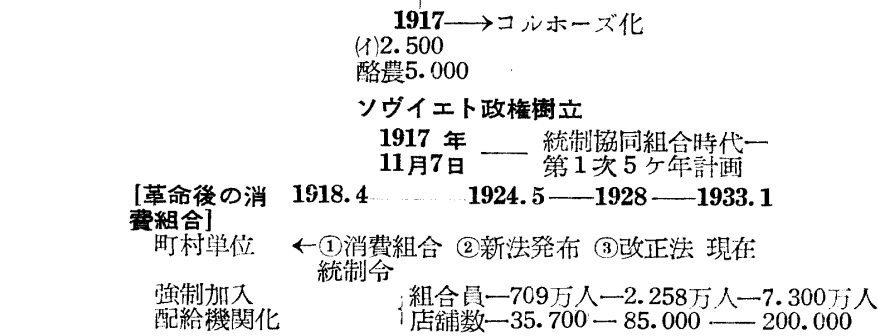 1917──→コルホーズ化
(イ)2.500
酪農5.000
ソヴイエト政権樹立
1917 年 ── 統制協同組合時代―
11月7日 第1次5ケ年計画
[革命後の消 1918.4………1924.5──1928──1933.1
費組合]
町村単位 ←①消費組合 ②新法発布 ③改正法 現在
統制令
強制加入 組合員―709万人―2.258万人―7.300万人
配給機関化 店舗数―35.700―85.000――200.000